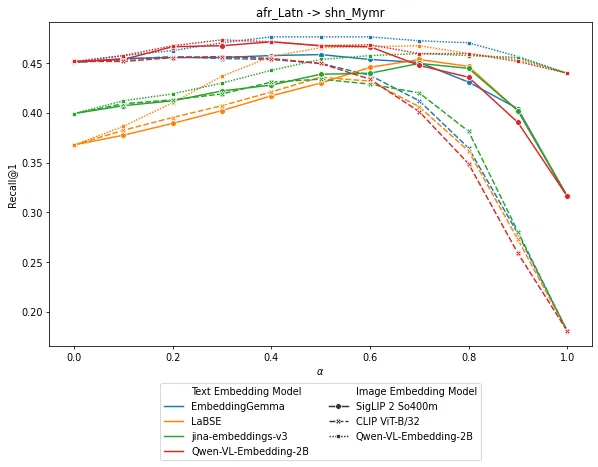 afr_Latn -> shn_Mymr
Recall@1
0.45
0.40
0.35
0.30
0.25
0.20
0.0 0.2 0.4 0.6 0.8 1.0
α
Text Embedding Model Image Embedding Model
EmbeddingGemma SigLIP 2 So400m
LaBSE CLIP ViT-B/32
jina-embeddings-v3 Qwen-VL-Embedding-2B
Qwen-VL-Embedding-2B